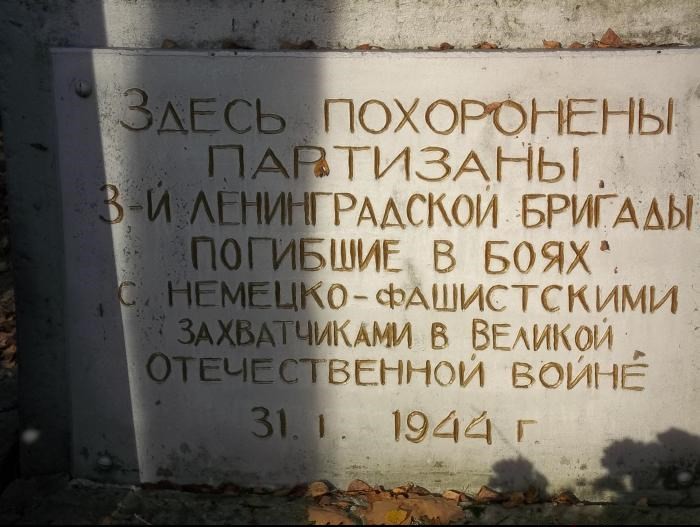 ЗДЕСЬ ПОХОРОНЕНЫ
ПАРТИЗАНЫ
3-Й ЛЕНИНГРАДСКОЙ БРИГАДЫ
ПОГИБШИЕ В БОЯХ
С НЕМЕЦКО-ФАШИСТСКИМИ
ЗАХВАТЧИКАМИ В ВЕЛИКОЙ
ОТЕЧЕСТВЕННОЙ ВОЙНЕ
31. I. 1944 г.